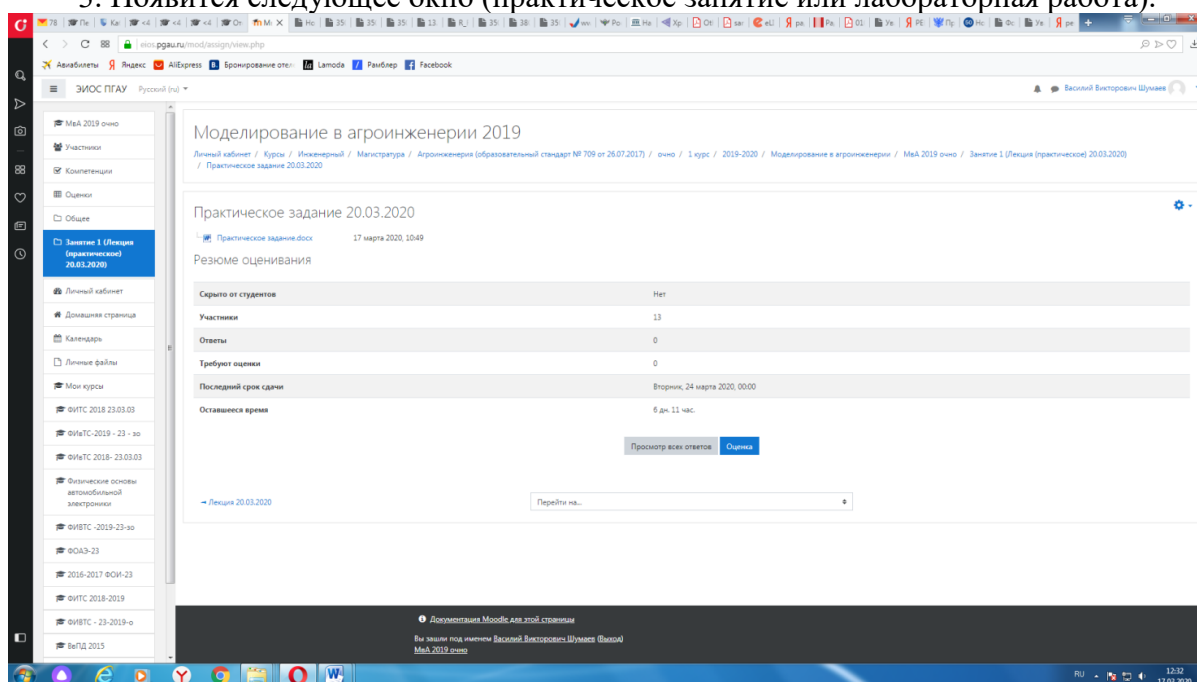 3. Появится следующее окно (практическое занятие или лабораторная работа).
eios.pgau.ru/mod/assign/view.php
Авиабилеты Яндекс AliExpress Бронирование отел Lamoda Рамблер Facebook
ЭИОС ПГАУ Русский (ru)
Василий Викторович Шумаев
МвА 2019 очно
Участники
Компетенции
Оценки
Общее
Занятие 1 (Лекция
(практическое)
20.03.2020)
Личный кабинет
Домашняя страница
Календарь
Личные файлы
Мои курсы
ФИТС 2018 23.03.03
ФИвТС-2019 - 23 - зо
ФИвТС 2018- 23.03.03
Физические основы
автомобильной
электроники
ФИВТС -2019-23-зо
ФОАЭ-23
2016-2017 ФОИ-23
ФИТС 2018-2019
ФИВТС - 23-2019-о
ВвПД 2015
Моделирование в агроинженерии 2019
Личный кабинет / Курсы / Инженерный / Магистратура / Агроинженерия (образовательный стандарт № 709 от 26.07.2017) / очно / 1 курс / 2019-2020 / Моделирование в агроинженерии / МвА 2019 очно / Занятие 1 (Лекция (практическое) 20.03.2020)
/ Практическое задание 20.03.2020
Практическое задание 20.03.2020
Практическое задание.docx 17 марта 2020, 10:49
Резюме оценивания
Скрыто от студентов Нет
Участники 13
Ответы 0
Требуют оценки 0
Последний срок сдачи Вторник, 24 марта 2020, 00:00
Оставшееся время 6 дн. 11 час.
Просмотр всех ответов Оценка
→ Лекция 20.03.2020
Перейти на...
Документация Moodle для этой страницы
Вы зашли под именем Василий Викторович Шумаев (Выход)
МвА 2019 очно
RU
12:32
17.03.2020